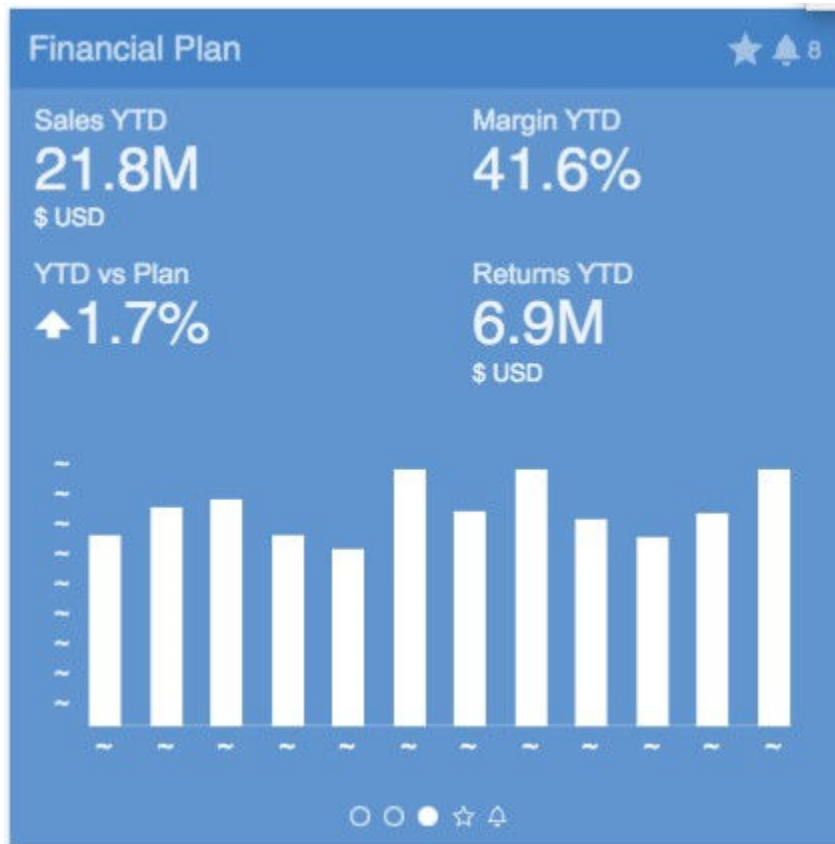 Financial Plan 8
Sales YTD
21.8M
$ USD
Margin YTD
41.6%
YTD vs Plan
1.7%
Returns YTD
6.9M
$ USD
~
~
~
~
~
~
~
~
~
~ ~ ~ ~ ~ ~ ~ ~ ~ ~ ~ ~